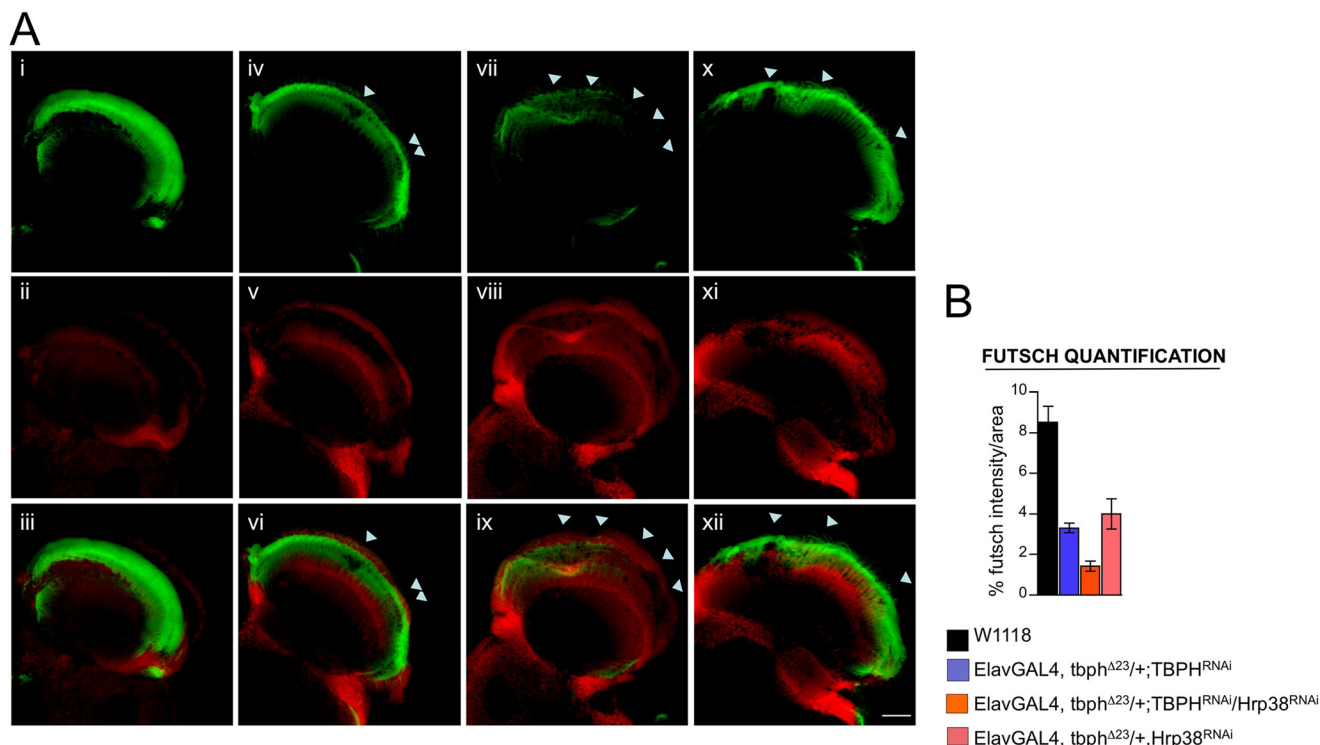 A
i
iv
vii
x
ii
v
viii
xi
iii
vi
ix
xii
B
FUTSCH QUANTIFICATION
% futsch intensity/area
10
8
6
4
2
0
W1118
ElavGAL4, tbphΔ23/+;TBPHRNAi
ElavGAL4, tbphΔ23/+;TBPHRNAi/Hrp38RNAi
ElavGAL4, tbphΔ23/+,Hrp38RNAi